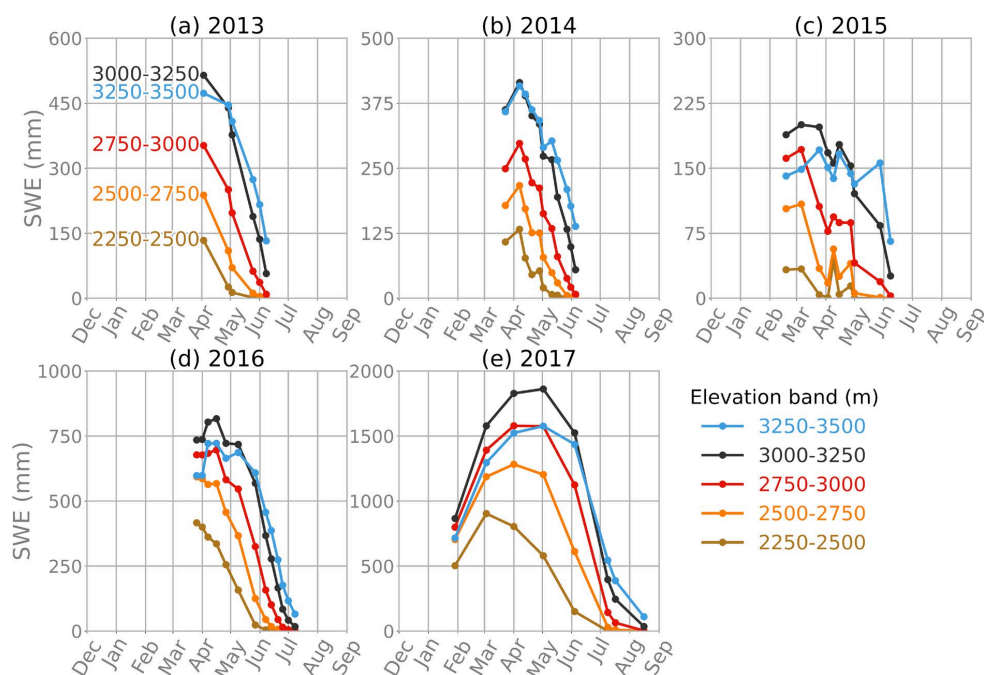 (a) 2013
(b) 2014
(c) 2015
SWE (mm)
600
450
300
150
0
3000-3250
3250-3500
2750-3000
2500-2750
2250-2500
Dec Jan Feb Mar Apr May Jun Jul Aug Sep
500
375
250
125
0
Dec Jan Feb Mar Apr May Jun Jul Aug Sep
300
225
150
75
0
Dec Jan Feb Mar Apr May Jun Jul Aug Sep
(d) 2016
(e) 2017
SWE (mm)
1000
750
500
250
0
Dec Jan Feb Mar Apr May Jun Jul Aug Sep
2000
1500
1000
500
0
Dec Jan Feb Mar Apr May Jun Jul Aug Sep
Elevation band (m)
3250-3500
3000-3250
2750-3000
2500-2750
2250-2500